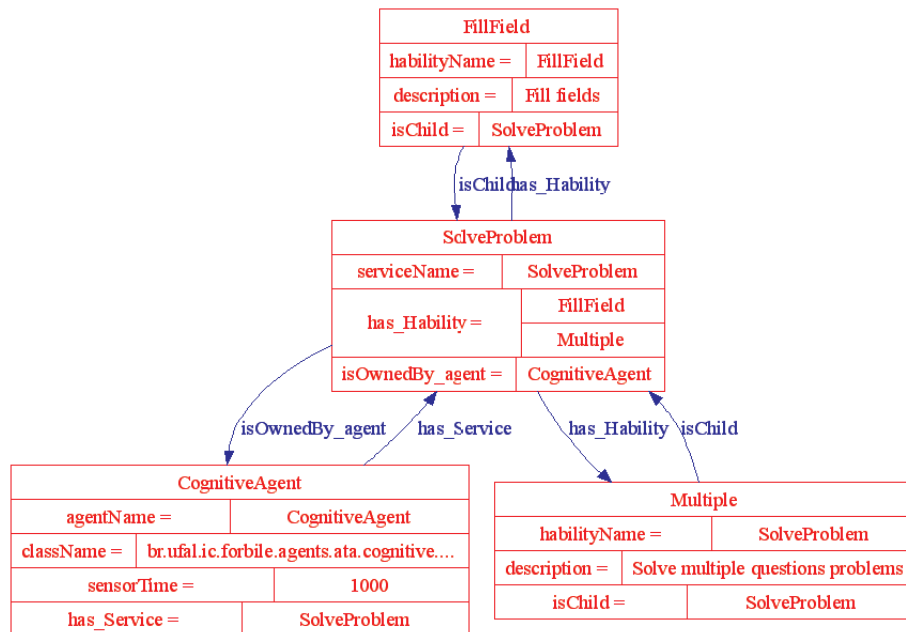 FillField
habilityName = FillField
description = Fill fields
isChild = SolveProblem
isChild has_Hability
SolveProblem
serviceName = SolveProblem
has_Hability = FillField
Multiple
isOwnedBy_agent = CognitiveAgent
isOwnedBy_agent has_Service has_Hability isChild
CognitiveAgent
agentName = CognitiveAgent
className = br.ufal.ic.forbile.agents.ata.cognitive....
sensorTime = 1000
has_Service = SolveProblem
Multiple
habilityName = SolveProblem
description = Solve multiple questions problems
isChild = SolveProblem